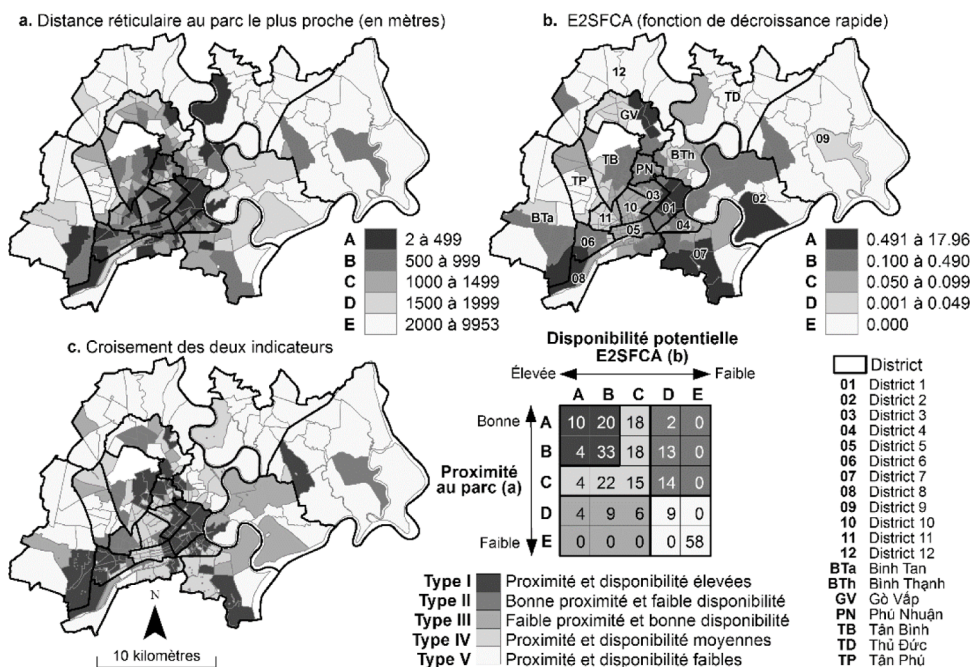 a. Distance réticulaire au parc le plus proche (en mètres)
A 2 à 499
B 500 à 999
C 1000 à 1499
D 1500 à 1999
E 2000 à 9953
b. E2SFCA (fonction de décroissance rapide)
12
TD
GV
09
TB
BTh
PN
TP
03
02
10
01
BTa
11
05
04
06
07
08
A 0.491 à 17.96
B 0.100 à 0.490
C 0.050 à 0.099
D 0.001 à 0.049
E 0.000
c. Croisement des deux indicateurs
N
10 kilomètres
Disponibilité potentielle
E2SFCA (b)
Élevée Faible
A B C D E
Bonne A 10 20 18 2 0
B 4 33 18 13 0
Proximité
au parc (a)
C 4 22 15 14 0
D 4 9 6 9 0
Faible E 0 0 0 0 58
Type I Proximité et disponibilité élevées
Type II Bonne proximité et faible disponibilité
Type III Faible proximité et bonne disponibilité
Type IV Proximité et disponibilité moyennes
Type V Proximité et disponibilité faibles
District
01 District 1
02 District 2
03 District 3
04 District 4
05 District 5
06 District 6
07 District 7
08 District 8
09 District 9
10 District 10
11 District 11
12 District 12
BTa Binh Tan
BTh Binh Thạnh
GV Gò Vấp
PN Phú Nhuận
TB Tân Bình
TD Thủ Đức
TP Tân Phú